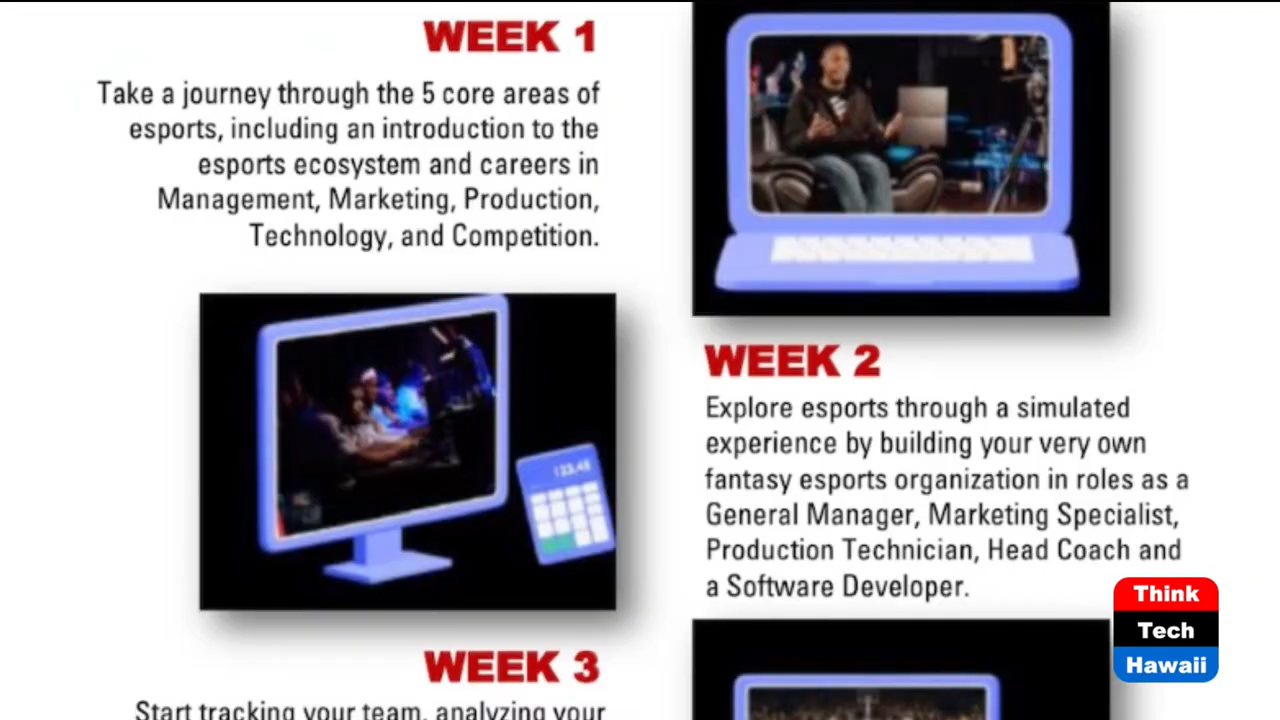 WEEK 1
Take a journey through the 5 core areas of
esports, including an introduction to the
esports ecosystem and careers in
Management, Marketing, Production,
Technology, and Competition.
WEEK 2
Explore esports through a simulated
experience by building your very own
fantasy esports organization in roles as a
General Manager, Marketing Specialist,
Production Technician, Head Coach and
a Software Developer.
WEEK 3
Start tracking your team, analyzing your
Think
Tech
Hawaii